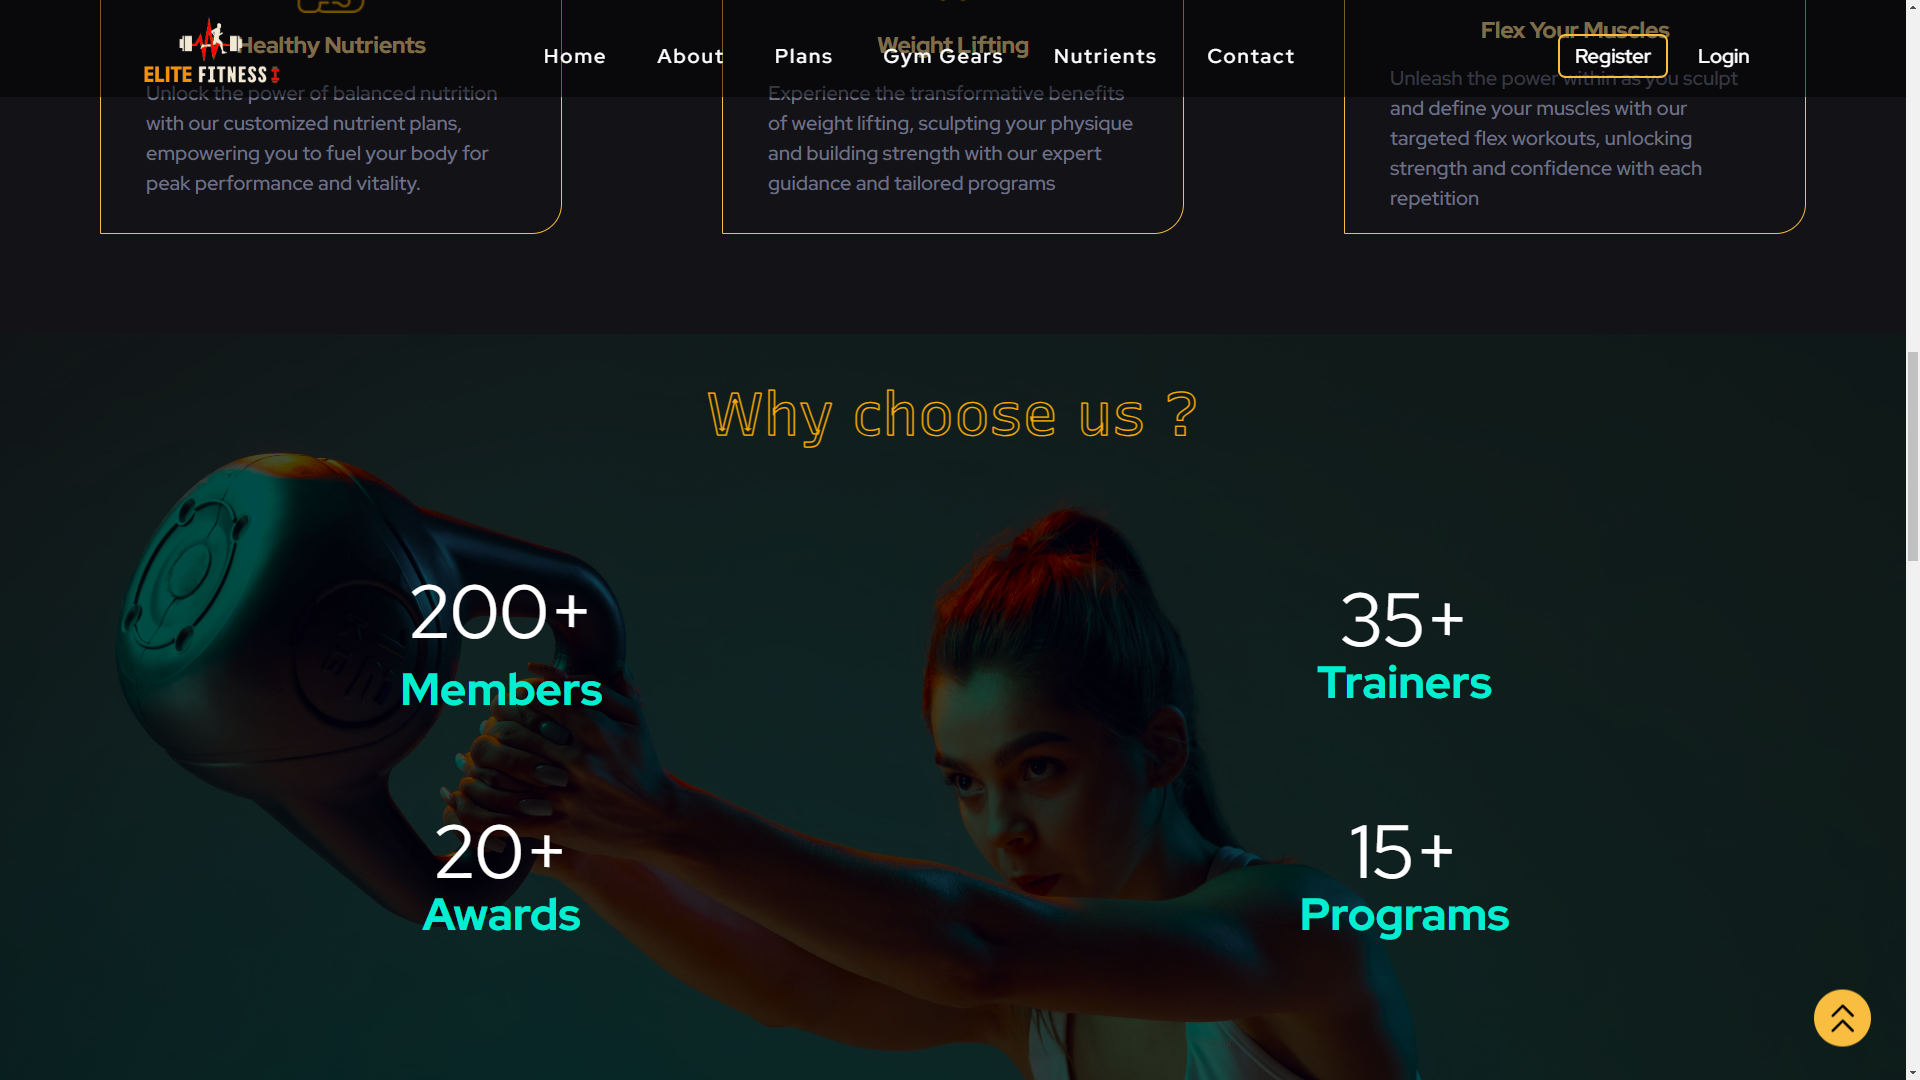 Healthy Nutrients
Weight Lifting
Flex Your Muscles
ELITE FITNESS
Home
About
Plans
Gym Gears
Nutrients
Contact
Register
Login
Unlock the power of balanced nutrition
with our customized nutrient plans,
empowering you to fuel your body for
peak performance and vitality.
Experience the transformative benefits
of weight lifting, sculpting your physique
and building strength with our expert
guidance and tailored programs
Unleash the power within as you sculpt
and define your muscles with our
targeted flex workouts, unlocking
strength and confidence with each
repetition
Why choose us ?
200+
Members
35+
Trainers
20+
Awards
15+
Programs